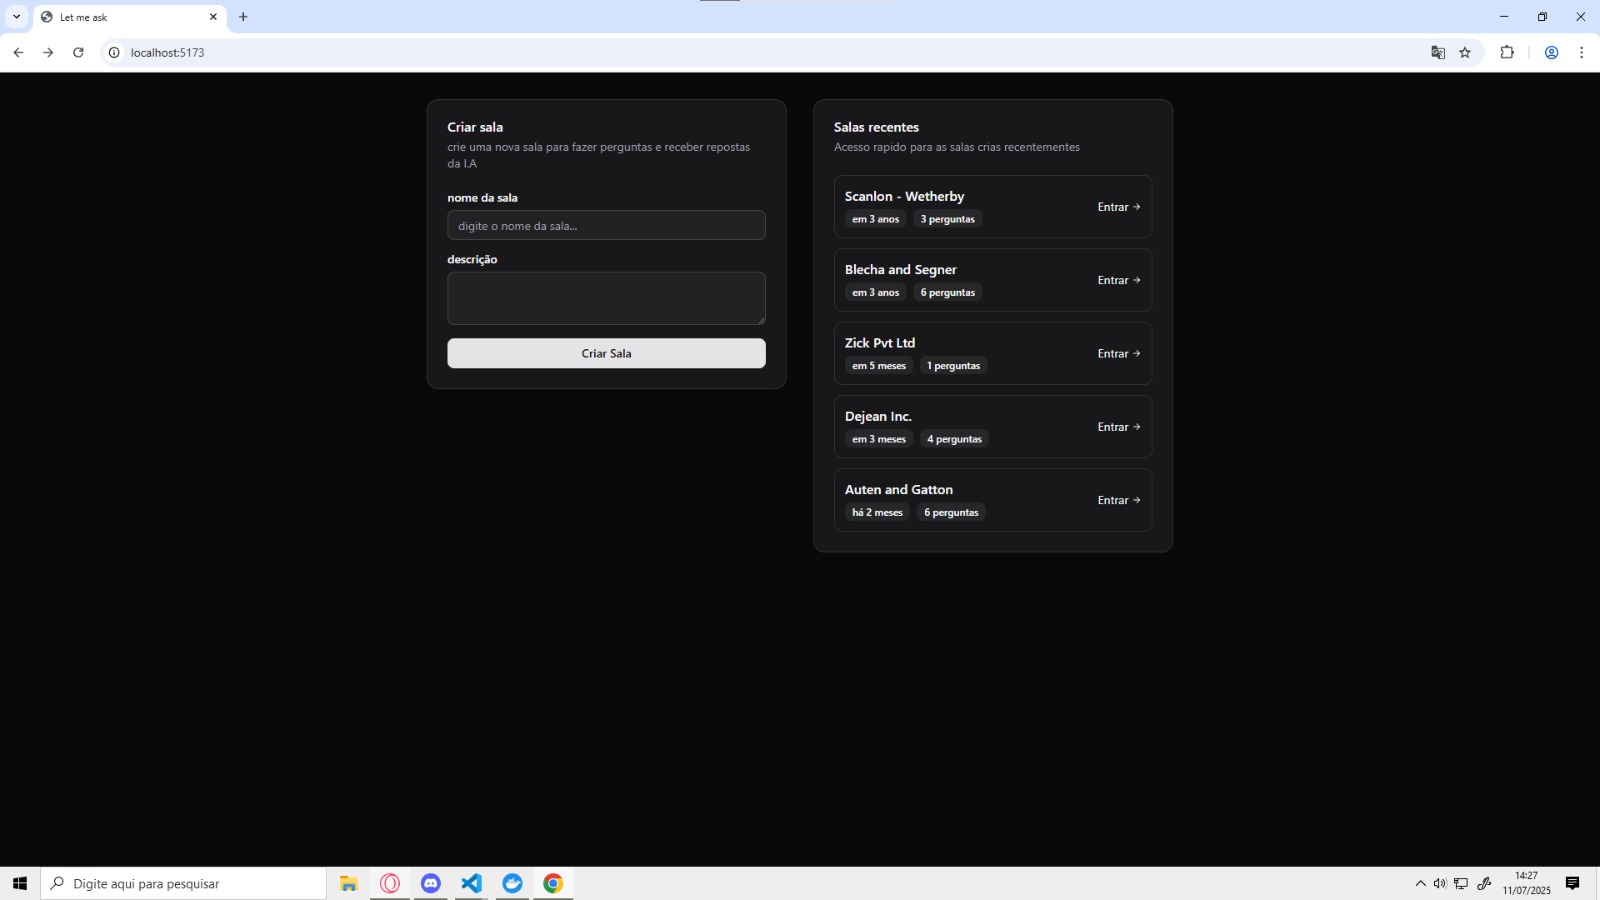 Let me ask
localhost:5173
Criar sala
crie uma nova sala para fazer perguntas e receber repostas
da I.A
nome da sala
digite o nome da sala...
descrição
Criar Sala
Salas recentes
Acesso rapido para as salas crias recentementes
Scanlon - Wetherby
em 3 anos 3 perguntas
Entrar →
Blecha and Segner
em 3 anos 6 perguntas
Entrar →
Zick Pvt Ltd
em 5 meses 1 perguntas
Entrar →
Dejean Inc.
em 3 meses 4 perguntas
Entrar →
Auten and Gatton
há 2 meses 6 perguntas
Entrar →
Digite aqui para pesquisar
14:27
11/07/2025